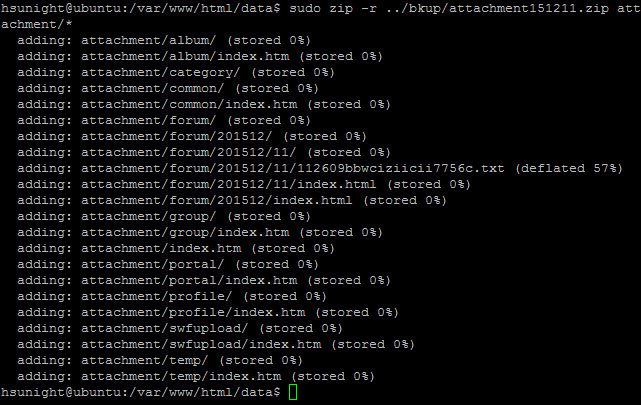 hsunight@ubuntu:/var/www/html/data$ sudo zip -r ../bkup/attachment151211.zip att
achment/*
  adding: attachment/album/ (stored 0%)
  adding: attachment/album/index.htm (stored 0%)
  adding: attachment/category/ (stored 0%)
  adding: attachment/common/ (stored 0%)
  adding: attachment/common/index.htm (stored 0%)
  adding: attachment/forum/ (stored 0%)
  adding: attachment/forum/201512/ (stored 0%)
  adding: attachment/forum/201512/11/ (stored 0%)
  adding: attachment/forum/201512/11/112609bbwciziicii7756c.txt (deflated 57%)
  adding: attachment/forum/201512/11/index.html (stored 0%)
  adding: attachment/forum/201512/index.html (stored 0%)
  adding: attachment/group/ (stored 0%)
  adding: attachment/group/index.htm (stored 0%)
  adding: attachment/index.htm (stored 0%)
  adding: attachment/portal/ (stored 0%)
  adding: attachment/portal/index.htm (stored 0%)
  adding: attachment/profile/ (stored 0%)
  adding: attachment/profile/index.htm (stored 0%)
  adding: attachment/swfupload/ (stored 0%)
  adding: attachment/swfupload/index.htm (stored 0%)
  adding: attachment/temp/ (stored 0%)
  adding: attachment/temp/index.htm (stored 0%)
hsunight@ubuntu:/var/www/html/data$